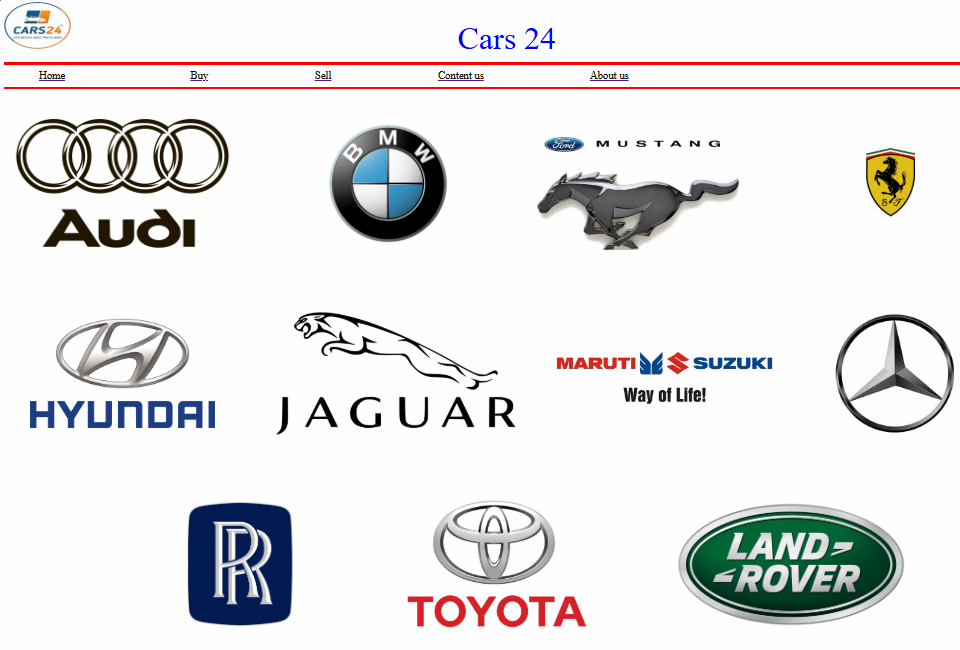 CARS24
Cars 24
Home Buy Sell Content us About us
BMW
Ford MUSTANG
Audi
S F
HYUNDAI
JAGUAR
MARUTI SUZUKI
Way of Life!
RR
TOYOTA
LAND-
-ROVER